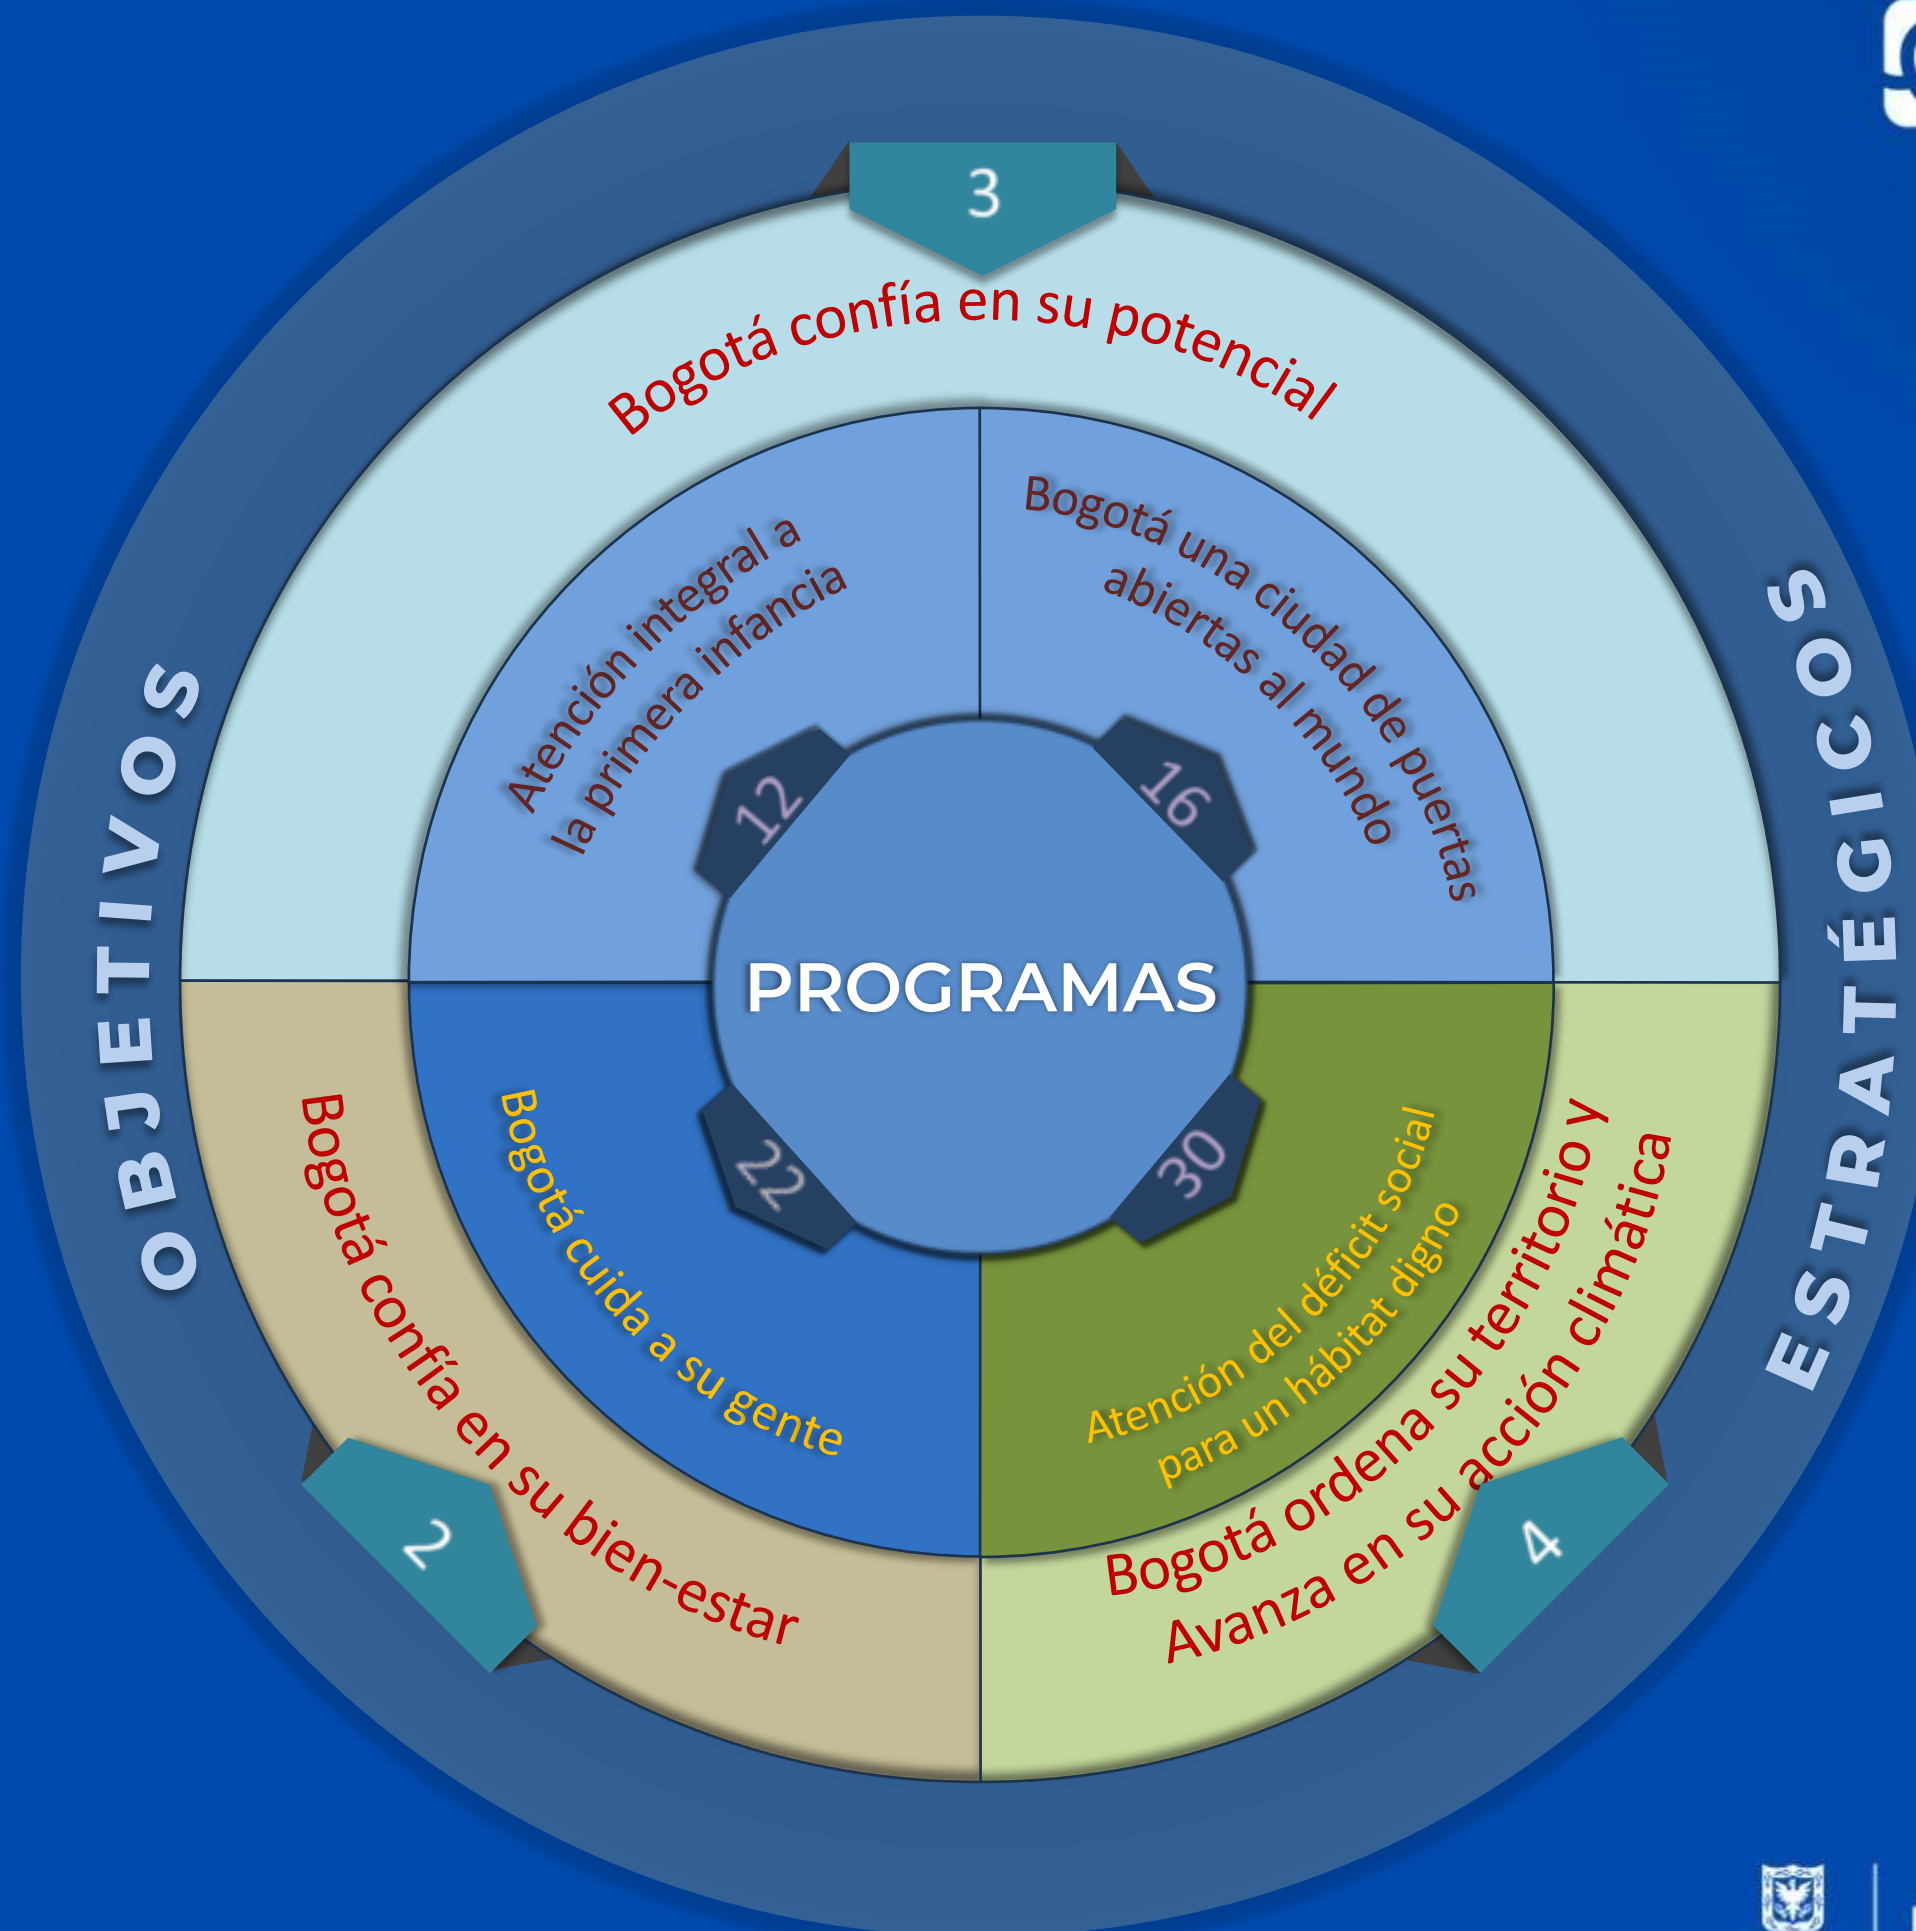 3
Bogotá confía en su potencial
Atención integral a
la primera infancia
12
Bogotá una ciudad de puertas
abiertas al mundo
16
OBJETIVOS
ESTRATÉGICOS
PROGRAMAS
22
Bogotá cuida a su gente
30
Atención del déficit social
para un hábitat digno
2
Bogotá confía en su bien-estar
4
Bogotá ordena su territorio y
Avanza en su acción climática